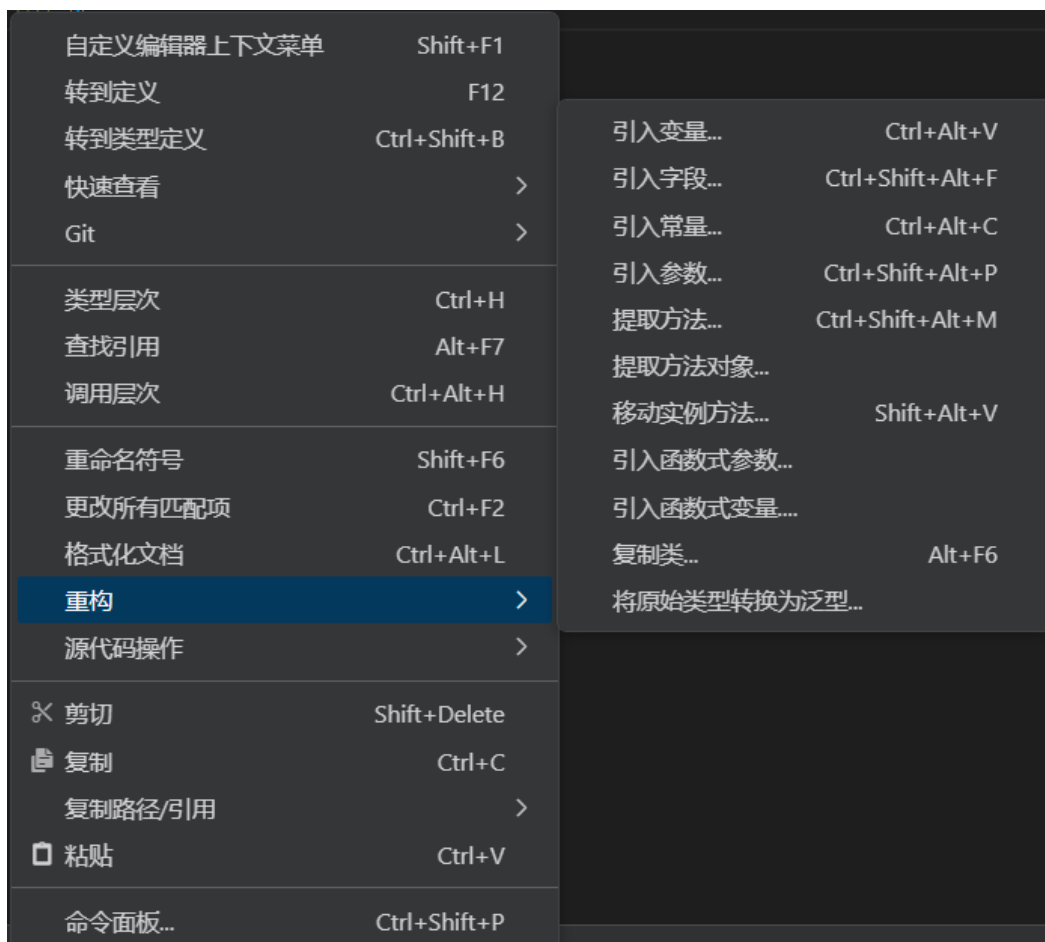 自定义编辑器上下文菜单 Shift+F1
转到定义 F12
转到类型定义 Ctrl+Shift+B
快速查看
Git
类型层次 Ctrl+H
查找引用 Alt+F7
调用层次 Ctrl+Alt+H
重命名符号 Shift+F6
更改所有匹配项 Ctrl+F2
格式化文档 Ctrl+Alt+L
重构
源代码操作
剪切 Shift+Delete
复制 Ctrl+C
复制路径/引用
粘贴 Ctrl+V
命令面板... Ctrl+Shift+P
引入变量... Ctrl+Alt+V
引入字段... Ctrl+Shift+Alt+F
引入常量... Ctrl+Alt+C
引入参数... Ctrl+Shift+Alt+P
提取方法... Ctrl+Shift+Alt+M
提取方法对象...
移动实例方法... Shift+Alt+V
引入函数式参数...
引入函数式变量....
复制类... Alt+F6
将原始类型转换为泛型...